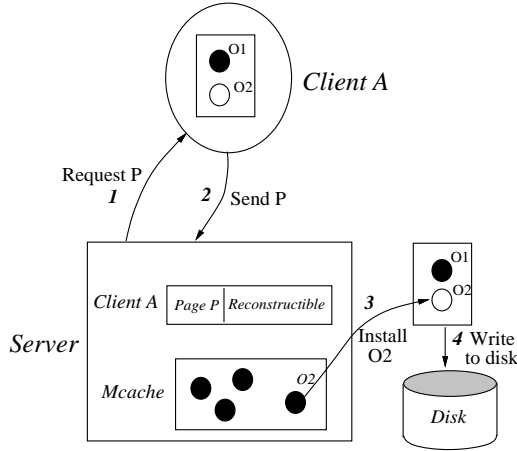 O1
O2
Client A
Request P
1
2
Send P
O1
O2
Client A
Page P
Reconstructible
3
Install
O2
4 Write
to disk
Server
Mcache
O2
Disk